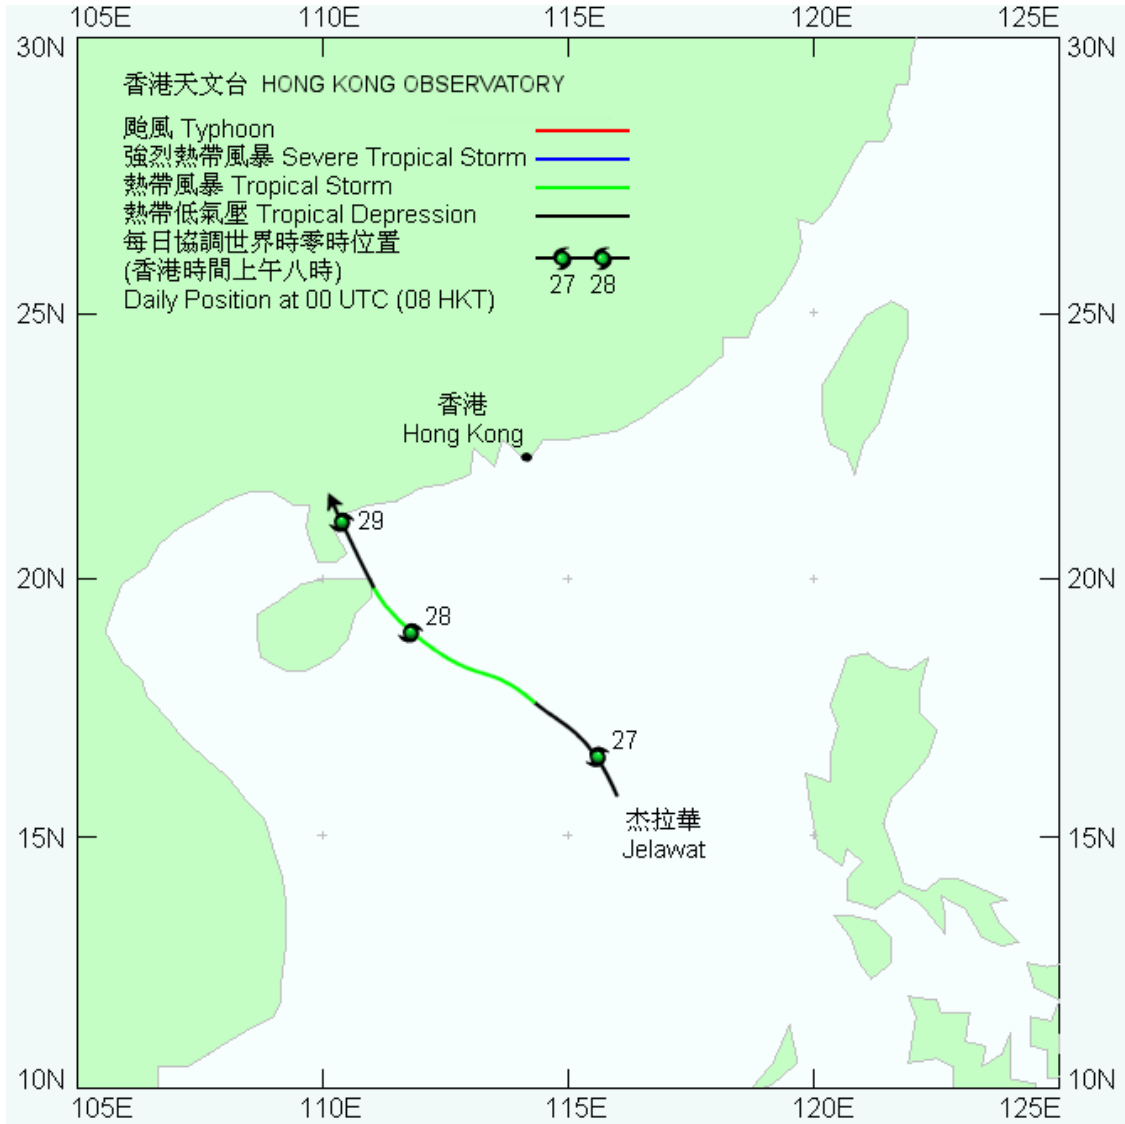 105E 110E 115E 120E 125E
30N 30N
香港天文台 HONG KONG OBSERVATORY
颱風 Typhoon
強烈熱帶風暴 Severe Tropical Storm
熱帶風暴 Tropical Storm
熱帶低氣壓 Tropical Depression
每日協調世界時零時位置
(香港時間上午八時)
27 28
Daily Position at 00 UTC (08 HKT)
25N 25N
香港
Hong Kong
29
20N 20N
28
27
杰拉華
Jelawat
15N 15N
10N 10N
105E 110E 115E 120E 125E